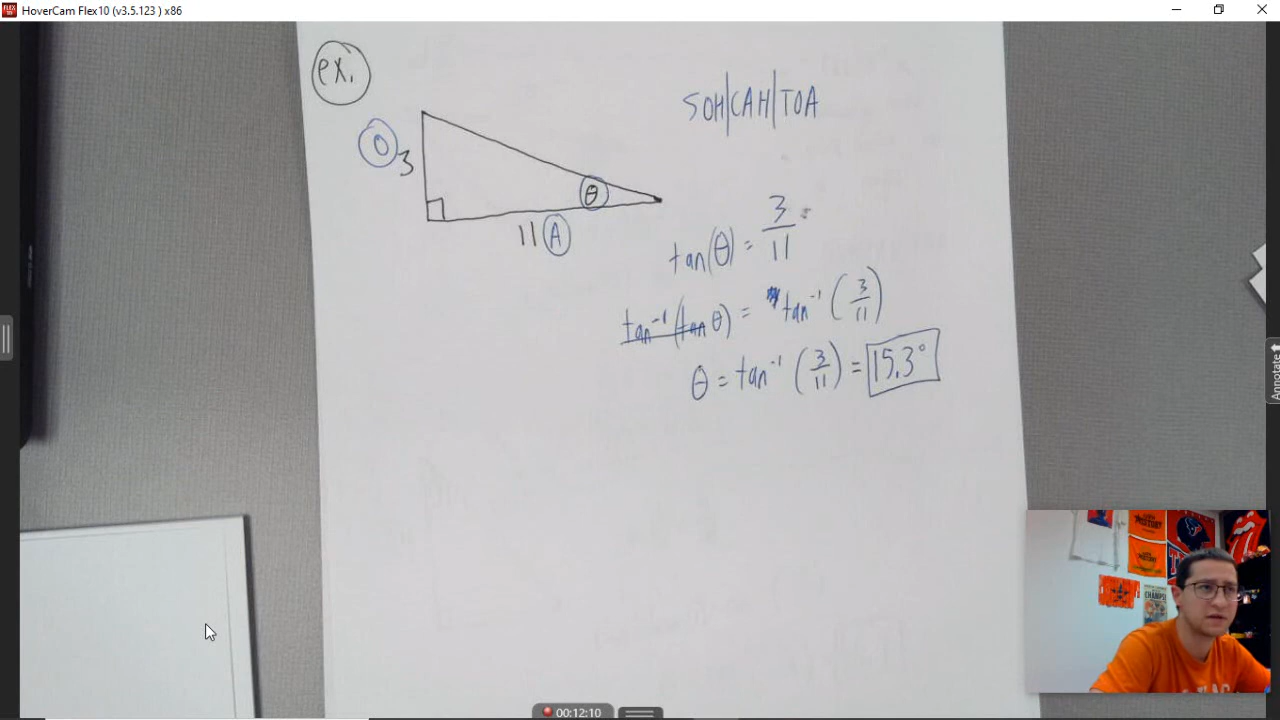 HoverCam Flex10 (v3.5.123 ) x86
ex.
SOH|CAH|TOA
O
3
θ
11 A
tan(θ) = 3/11
tan⁻¹(tan θ) = tan⁻¹(3/11)
θ = tan⁻¹(3/11) = 15.3°
Annotate
00:12:10